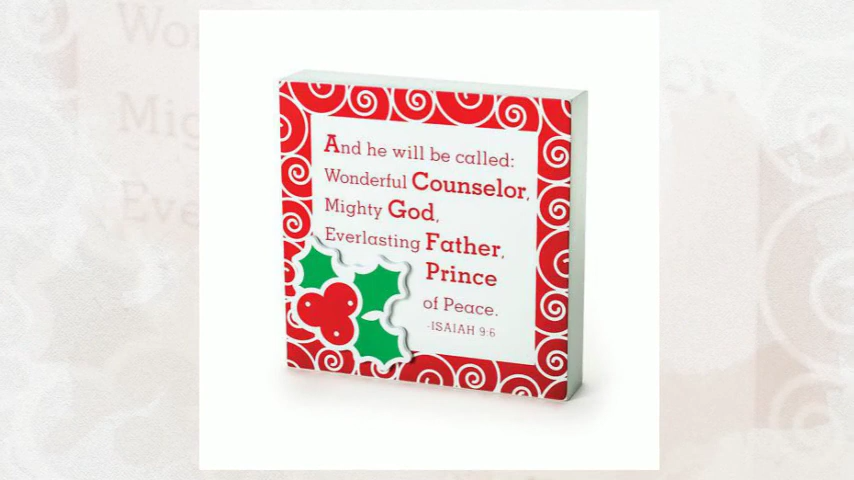 And he will be called:
Wonderful Counselor,
Mighty God,
Everlasting Father,
Prince
of Peace.
-ISAIAH 9:6